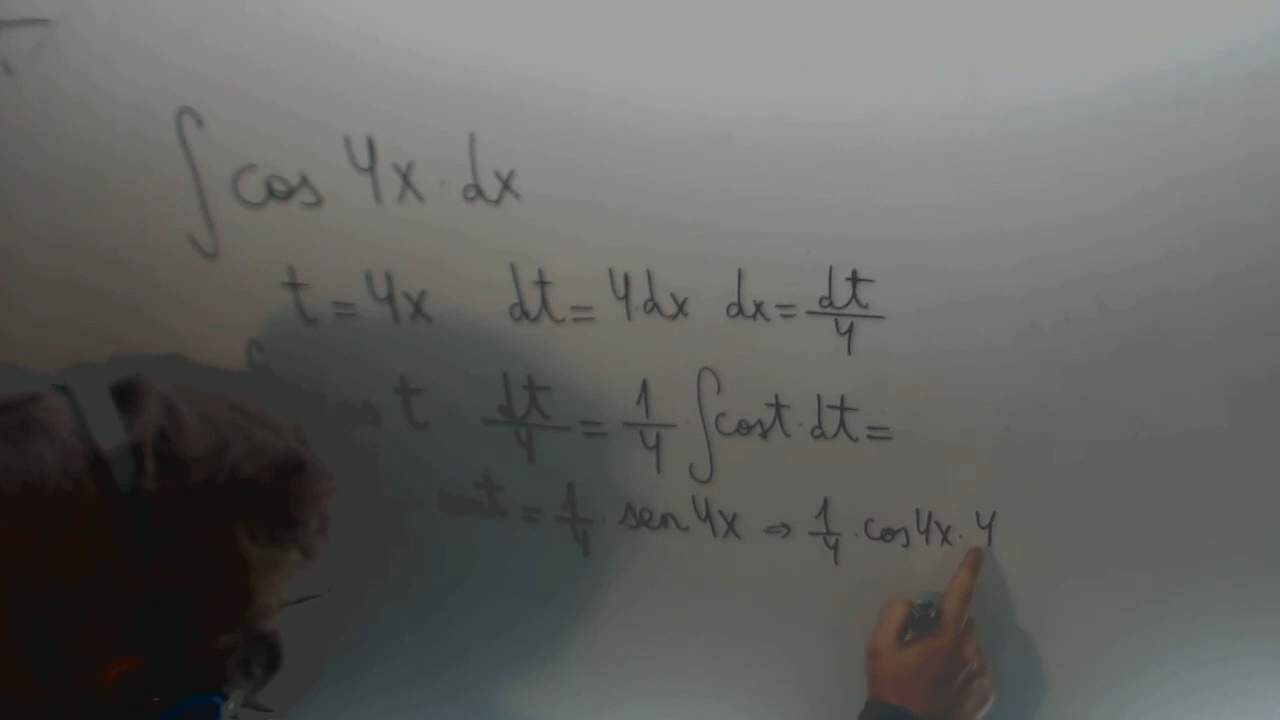 ∫ cos 4x · dx
t = 4x dt = 4·dx dx = dt/4
t dt/4 = 1/4 · ∫ cos t · dt =
= 1/4 · sen 4x ⇒ 1/4 · cos 4x · 4